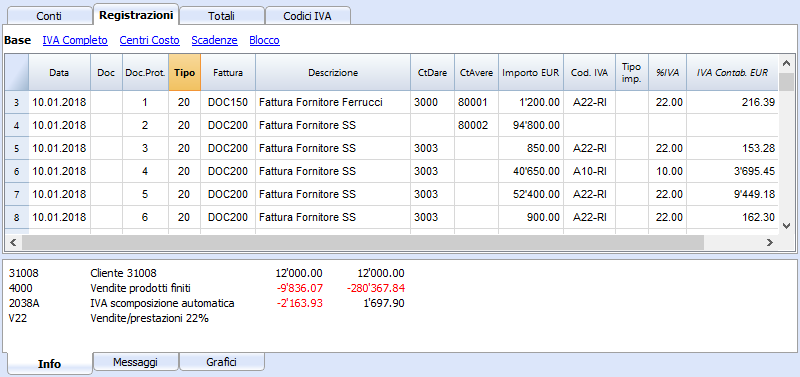 Conti Registrazioni Totali Codici IVA
Base IVA Completo Centri Costo Scadenze Blocco
Data Doc Doc.Prot. Tipo Fattura Descrizione CtDare CtAvere Importo EUR Cod. IVA Tipo imp. %IVA IVA Contab. EUR
3 10.01.2018 1 20 DOC150 Fattura Fornitore Ferrucci 3000 80001 1'200.00 A22-RI 22.00 216.39
4 10.01.2018 2 20 DOC200 Fattura Fornitore SS 80002 94'800.00
5 10.01.2018 3 20 DOC200 Fattura Fornitore SS 3003 850.00 A22-RI 22.00 153.28
6 10.01.2018 4 20 DOC200 Fattura Fornitore SS 3003 40'650.00 A10-RI 10.00 3'695.45
7 10.01.2018 5 20 DOC200 Fattura Fornitore SS 3003 52'400.00 A22-RI 22.00 9'449.18
8 10.01.2018 6 20 DOC200 Fattura Fornitore SS 3003 900.00 A22-RI 22.00 162.30
31008 Cliente 31008 12'000.00 12'000.00
4000 Vendite prodotti finiti -9'836.07 -280'367.84
2038A IVA scomposizione automatica -2'163.93 1'697.90
V22 Vendite/prestazioni 22%
Info Messaggi Grafici